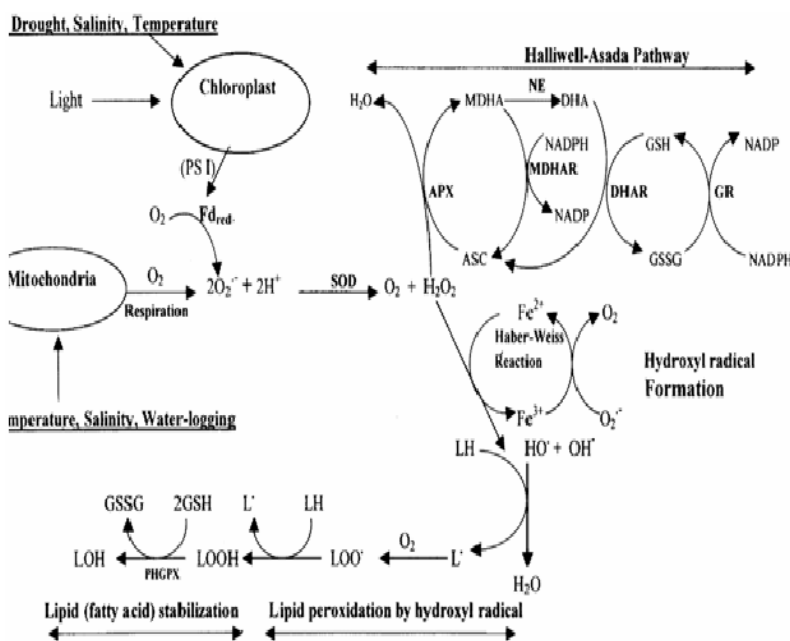 Drought, Salinity, Temperature
Halliwell-Asada Pathway
Chloroplast
Light
H₂O
MDHA
NE
DHA
NADPH
GSH
NADP
(PS I)
MDHAR
APX
DHAR
GR
O₂
Fd red.
NADP
Mitochondria
ASC
GSSG
NADPH
O₂
2O₂·⁻ + 2H⁺
SOD
O₂ + H₂O₂
Respiration
Fe²⁺
O₂
Haber-Weiss
Reaction
Hydroxyl radical
Formation
mperature, Salinity, Water-logging
Fe³⁺
O₂·⁻
LH
HO· + OH·
GSSG
2GSH
L·
LH
LOH
PHGPX
LOOH
LOO·
O₂
L·
H₂O
Lipid (fatty acid) stabilization
Lipid peroxidation by hydroxyl radical